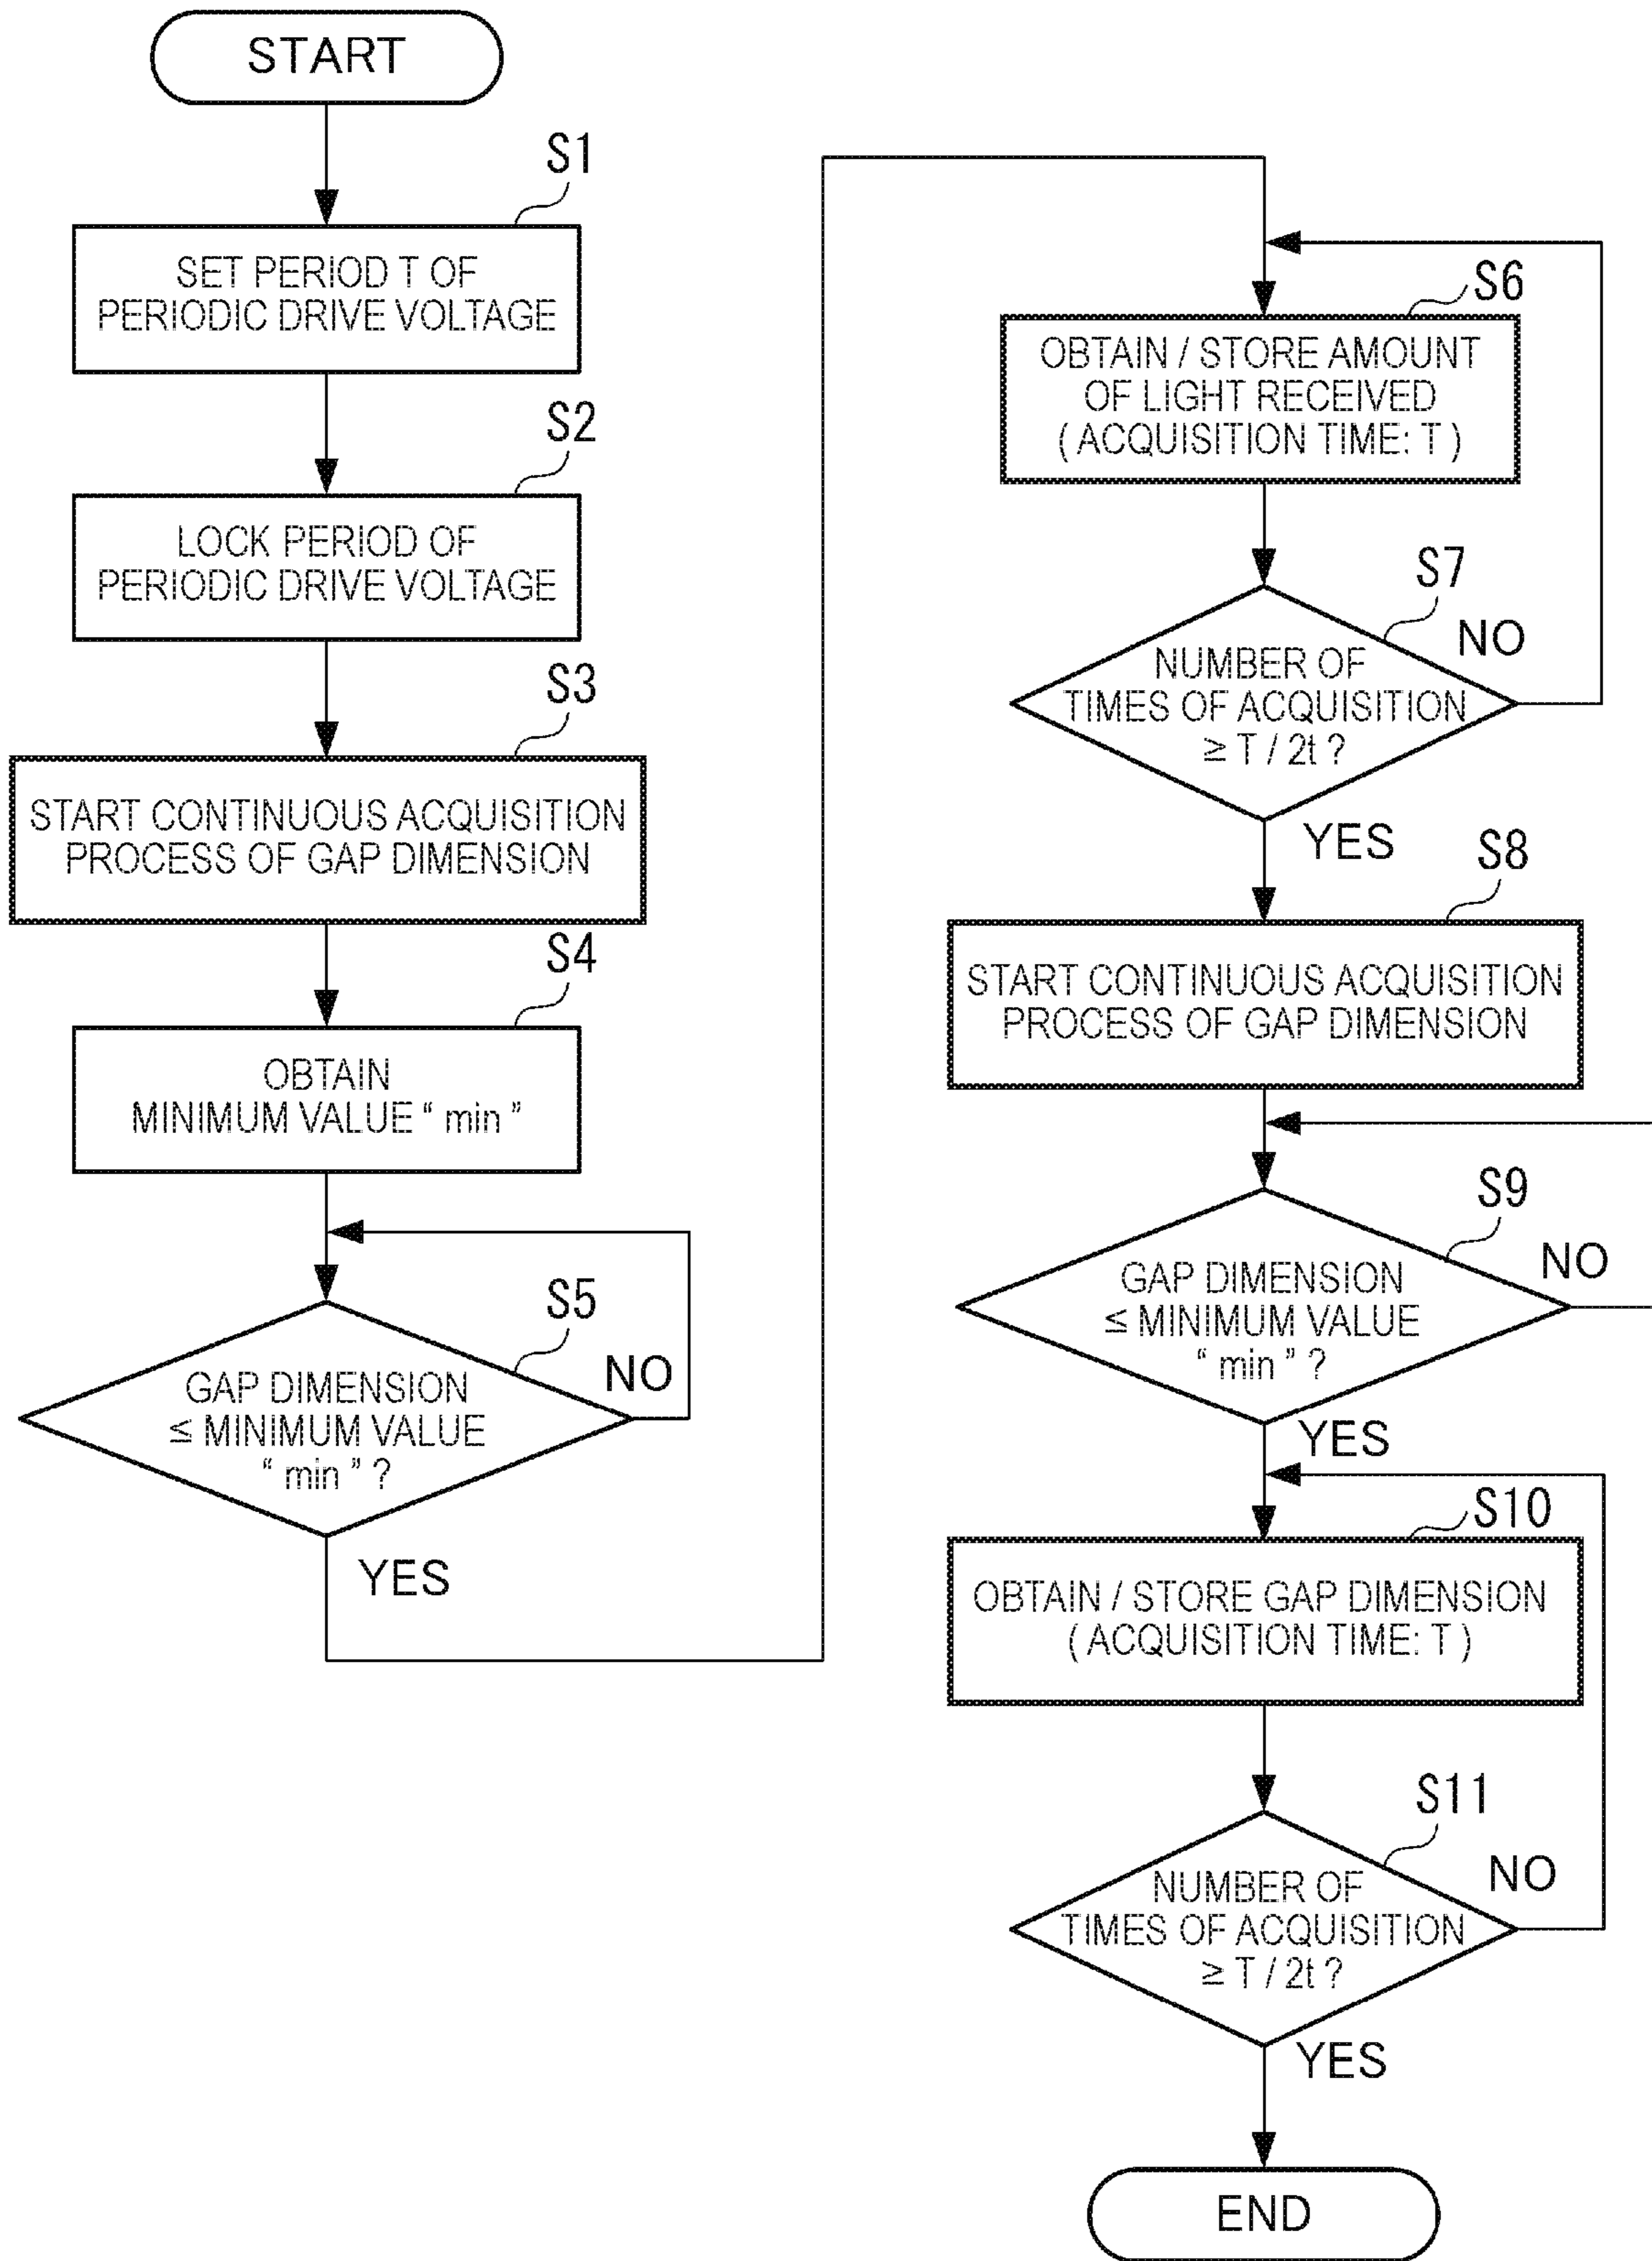 START
S1
SET PERIOD T OF
PERIODIC DRIVE VOLTAGE
S2
LOCK PERIOD OF
PERIODIC DRIVE VOLTAGE
S3
START CONTINUOUS ACQUISITION
PROCESS OF GAP DIMENSION
S4
OBTAIN
MINIMUM VALUE “ min ”
S5
GAP DIMENSION
≤ MINIMUM VALUE
“ min ” ?
NO
YES
S6
OBTAIN / STORE AMOUNT
OF LIGHT RECEIVED
( ACQUISITION TIME: T )
S7
NUMBER OF
TIMES OF ACQUISITION
≥ T / 2t ?
NO
YES
S8
START CONTINUOUS ACQUISITION
PROCESS OF GAP DIMENSION
S9
GAP DIMENSION
≤ MINIMUM VALUE
“ min ” ?
NO
YES
S10
OBTAIN / STORE GAP DIMENSION
( ACQUISITION TIME: T )
S11
NUMBER OF
TIMES OF ACQUISITION
≥ T / 2t ?
NO
YES
END